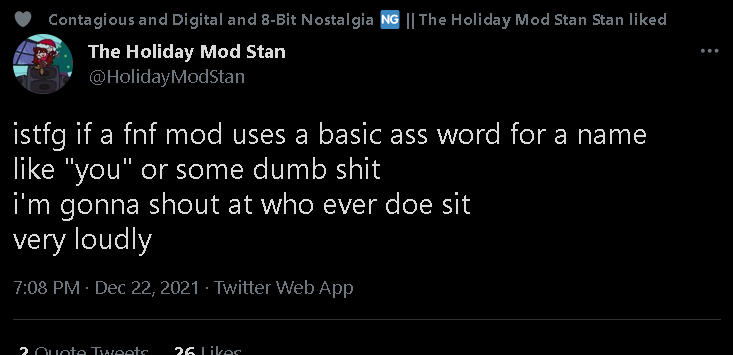 Contagious and Digital and 8-Bit Nostalgia NG || The Holiday Mod Stan Stan liked
The Holiday Mod Stan
@HolidayModStan
istfg if a fnf mod uses a basic ass word for a name
like "you" or some dumb shit
i'm gonna shout at who ever doe sit
very loudly
7:08 PM · Dec 22, 2021 · Twitter Web App
2 Quote Tweets 26 Likes